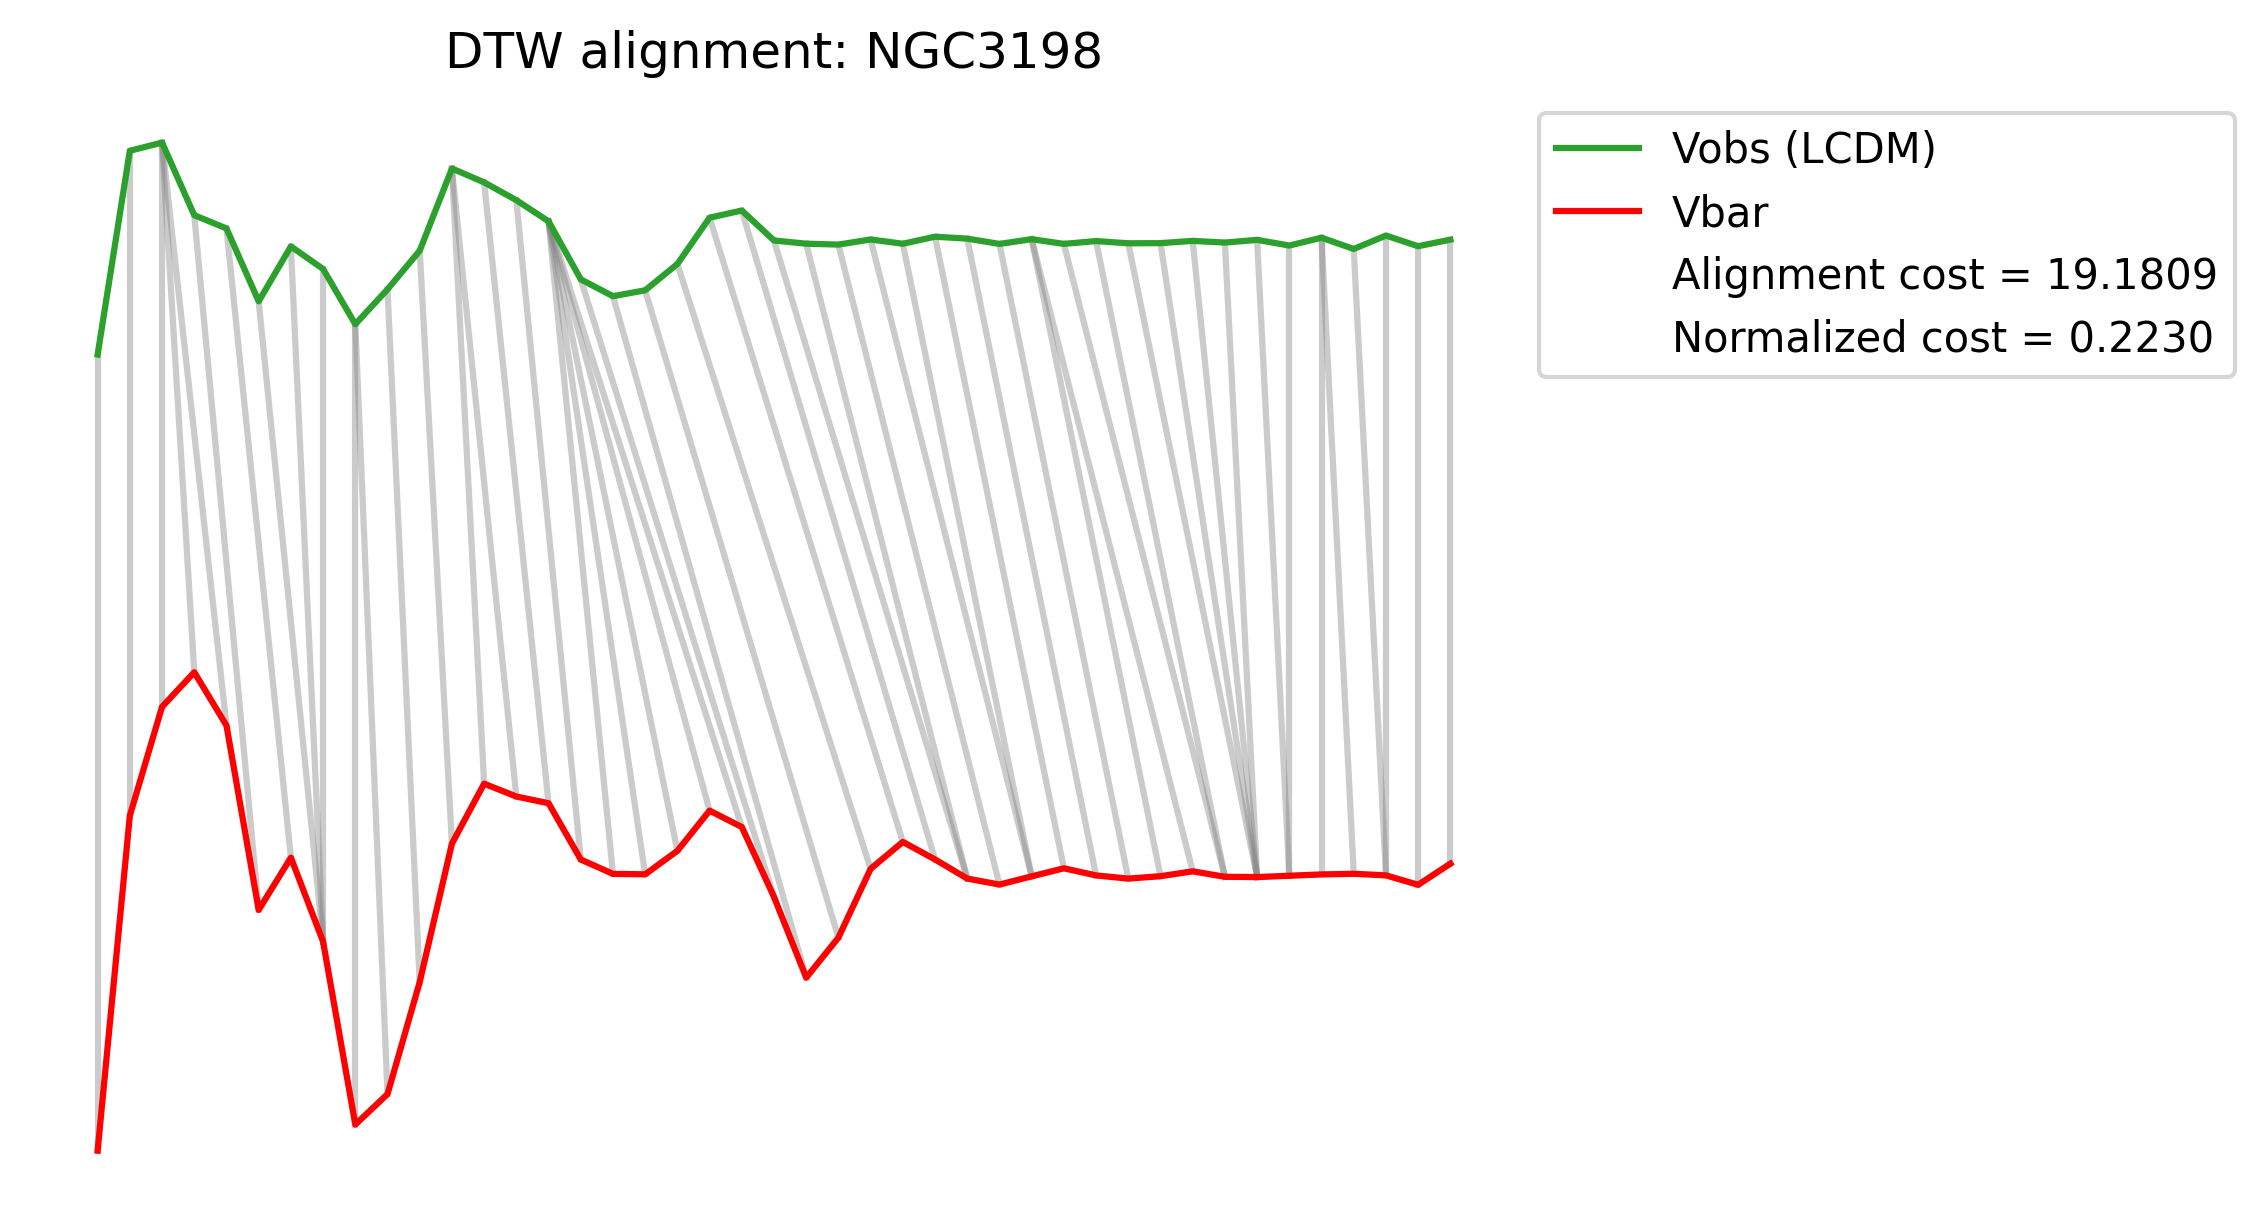 DTW alignment: NGC3198
Vobs (LCDM)
Vbar
Alignment cost = 19.1809
Normalized cost = 0.2230